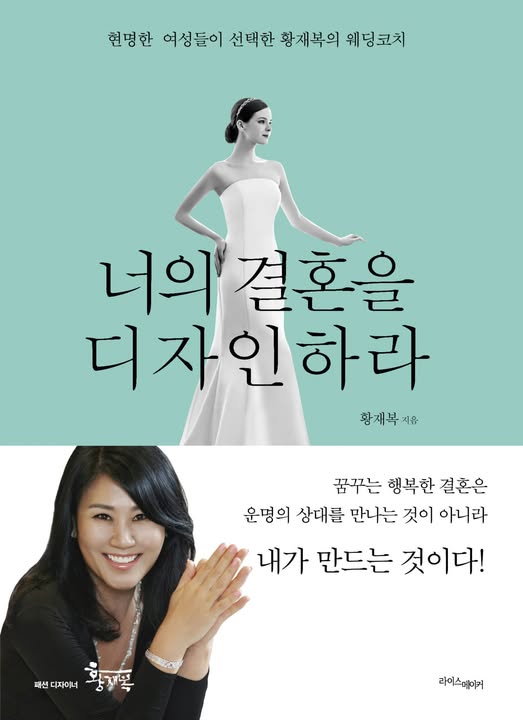 현명한 여성들이 선택한 황재복의 웨딩코치
너의 결혼을
디자인하라
황재복 지음
꿈꾸는 행복한 결혼은
운명의 상대를 만나는 것이 아니라
내가 만드는 것이다!
패션 디자이너 황재복
라이스메이커